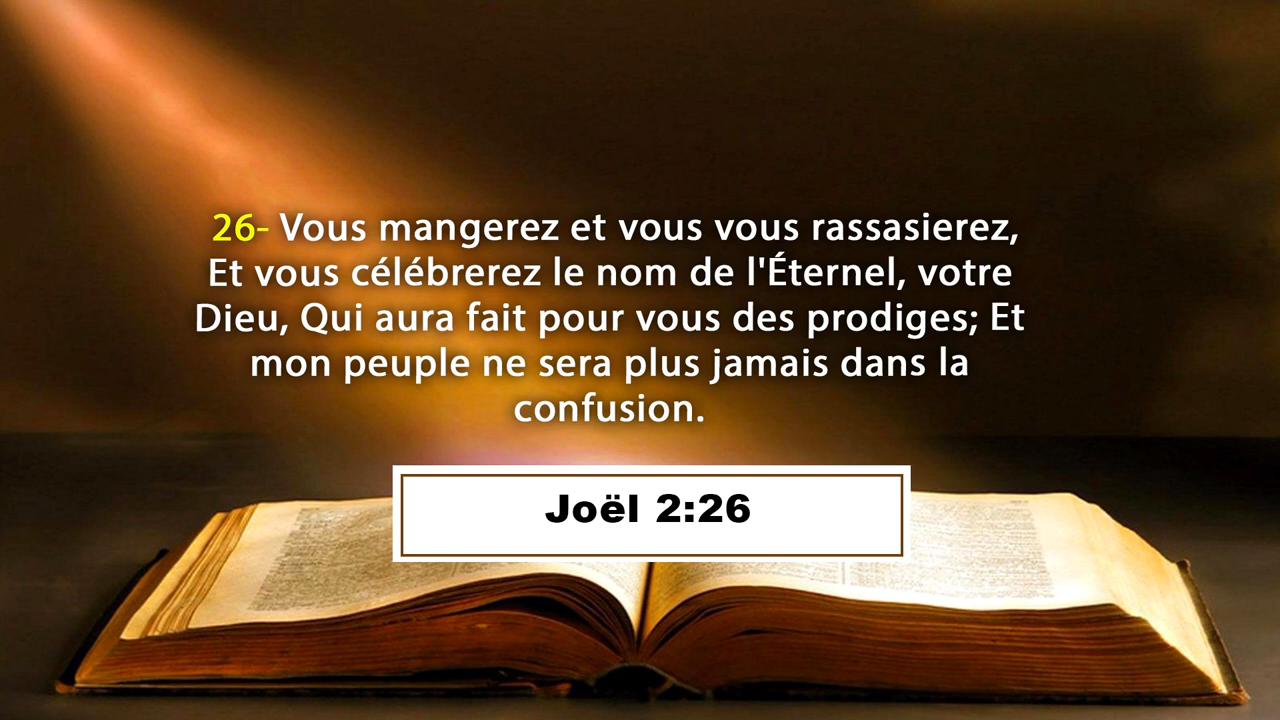 26- Vous mangerez et vous vous rassasierez,
Et vous célébrerez le nom de l'Éternel, votre
Dieu, Qui aura fait pour vous des prodiges; Et
mon peuple ne sera plus jamais dans la
confusion.
Joël 2:26